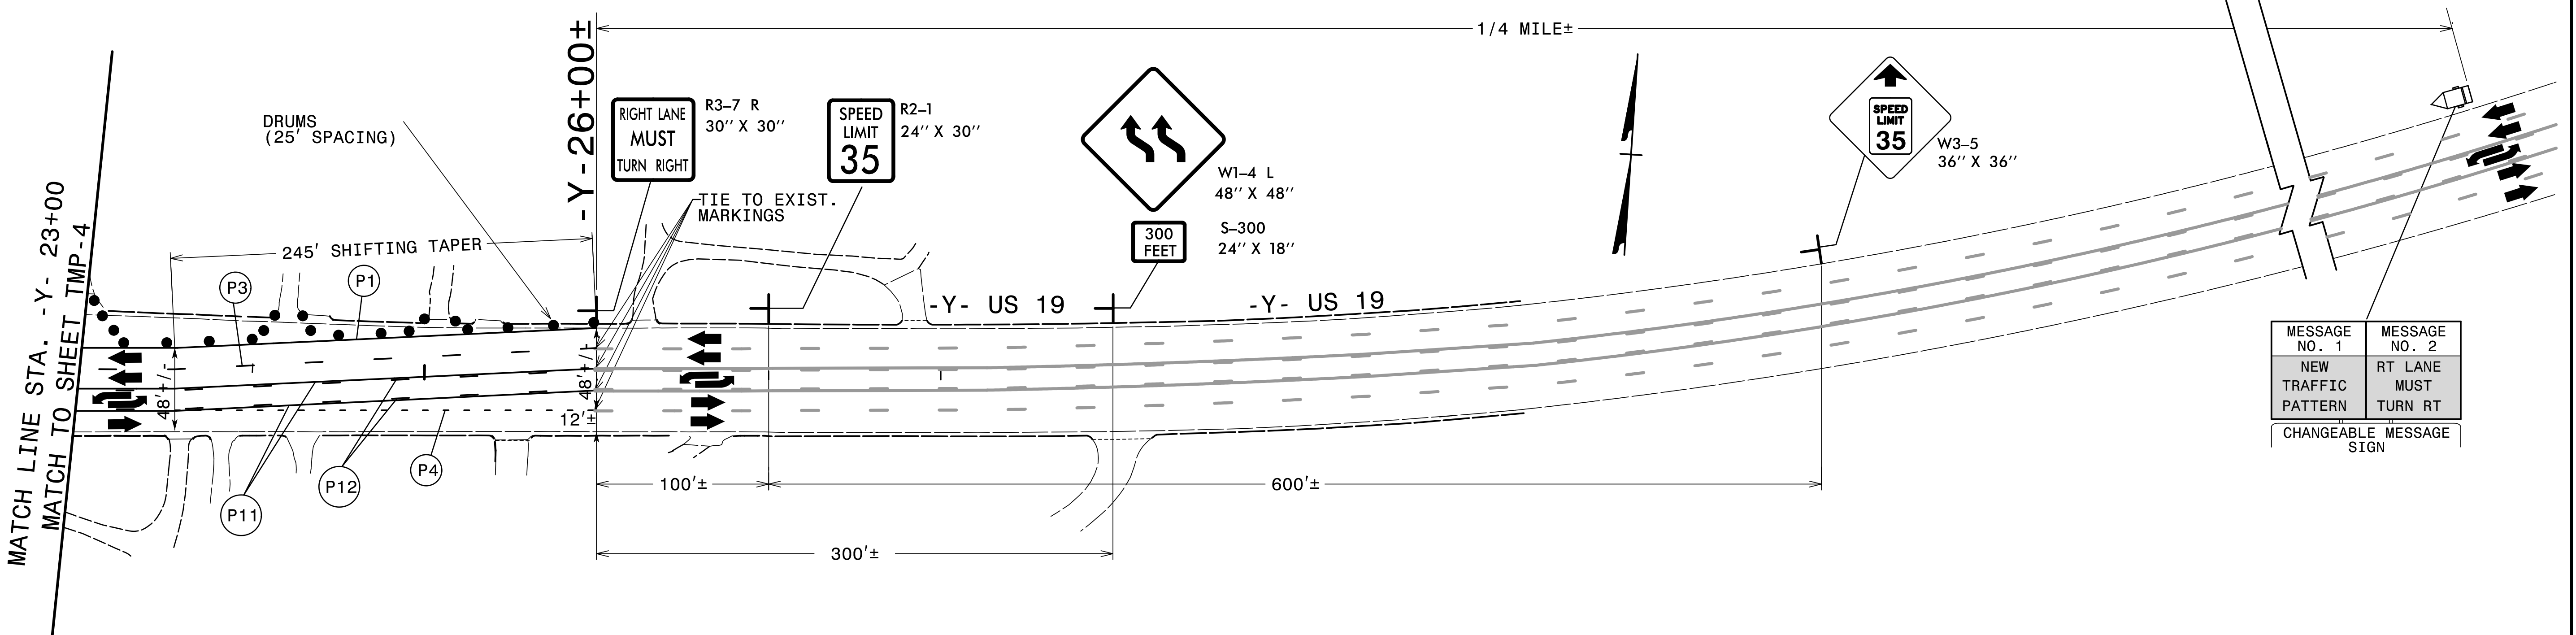 1/4 MILE±
-Y-26+00±
DRUMS
(25' SPACING)
RIGHT LANE
MUST
TURN RIGHT
R3-7 R
30'' X 30''
SPEED
LIMIT
35
R2-1
24'' X 30''
W1-4 L
48'' X 48''
300
FEET
S-300
24'' X 18''
SPEED
LIMIT
35
W3-5
36'' X 36''
TIE TO EXIST.
MARKINGS
MATCH LINE STA. -Y- 23+00
MATCH TO SHEET TMP-4
245' SHIFTING TAPER
P3
P1
-Y- US 19
-Y- US 19
48'+/-
48'+/-
12'±
P4
P12
P11
100'±
600'±
300'±
MESSAGE
NO. 1
MESSAGE
NO. 2
NEW
TRAFFIC
PATTERN
RT LANE
MUST
TURN RT
CHANGEABLE MESSAGE
SIGN